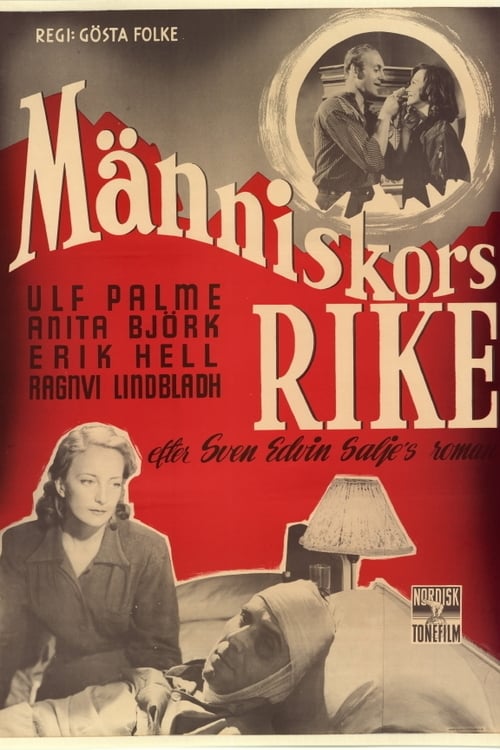 REGI: GÖSTA FOLKE
Människors
RIKE
ULF PALME
ANITA BJÖRK
ERIK HELL
RAGNVI LINDBLADH
efter Sven Edvin Salje's roman
NORDISK
TONEFILM